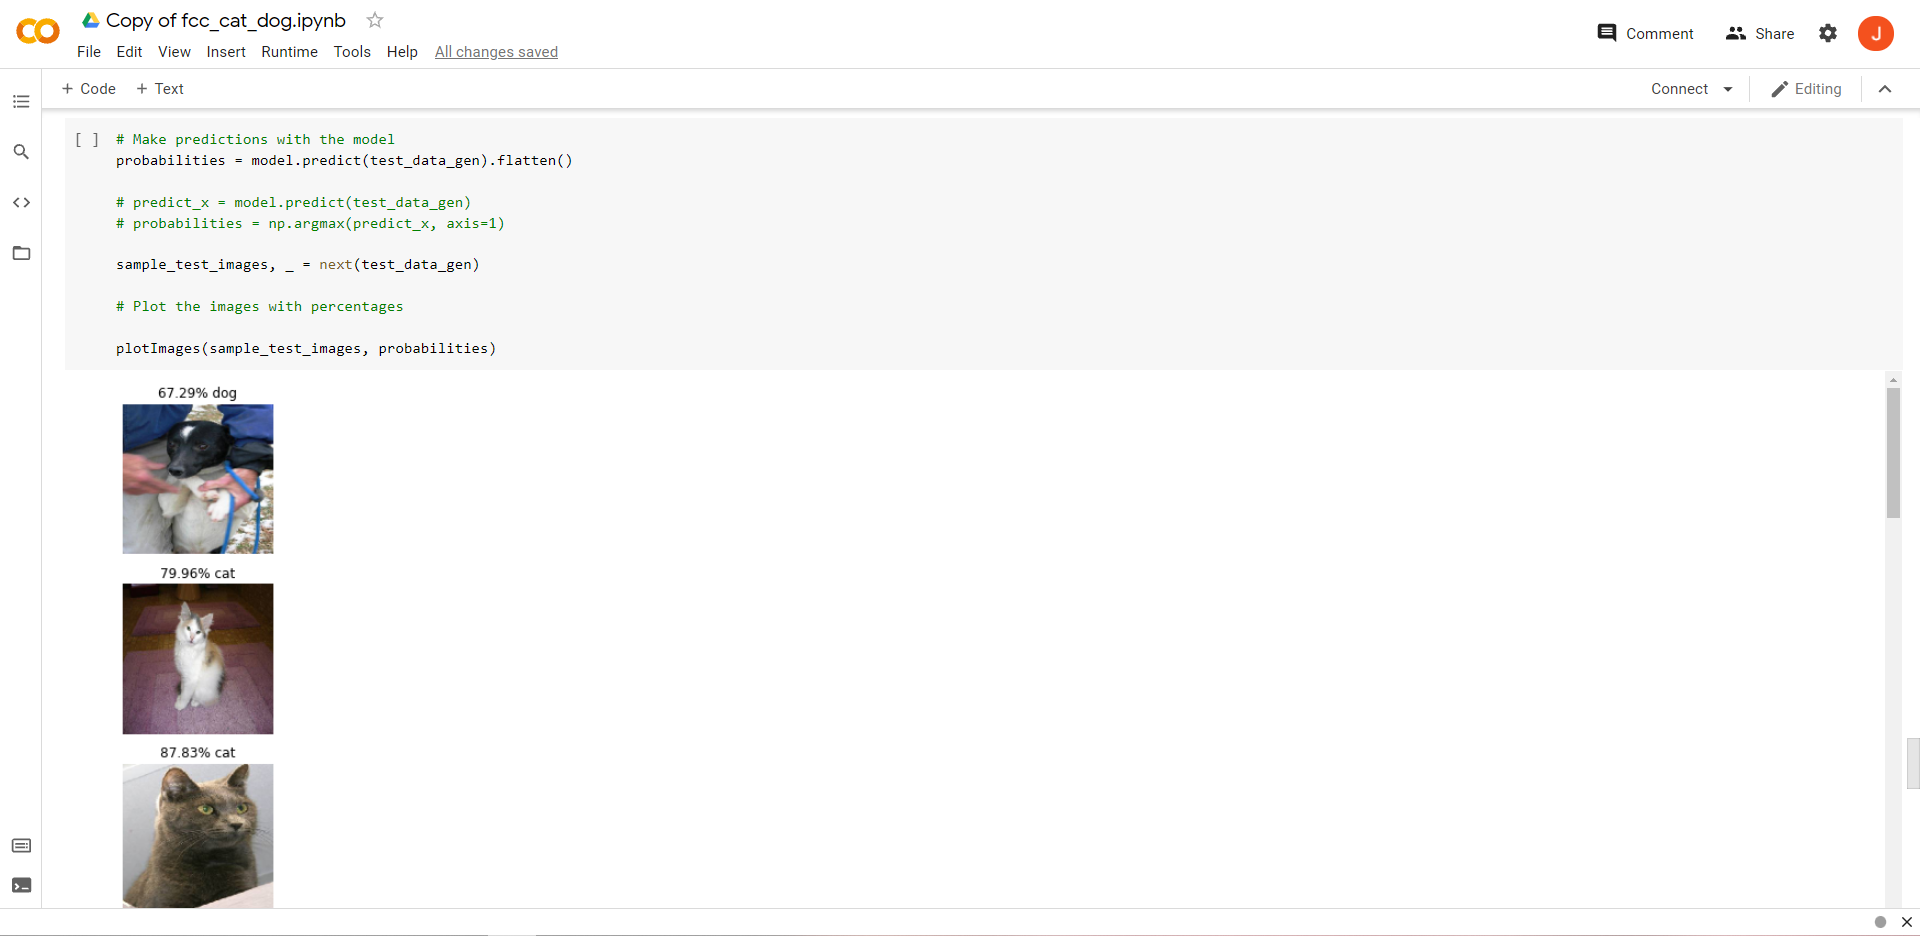 Copy of fcc_cat_dog.ipynb
File Edit View Insert Runtime Tools Help All changes saved
Comment Share J
+ Code + Text
Connect Editing
[ ] # Make predictions with the model
probabilities = model.predict(test_data_gen).flatten()
# predict_x = model.predict(test_data_gen)
# probabilities = np.argmax(predict_x, axis=1)
sample_test_images, _ = next(test_data_gen)
# Plot the images with percentages
plotImages(sample_test_images, probabilities)
67.29% dog
79.96% cat
87.83% cat